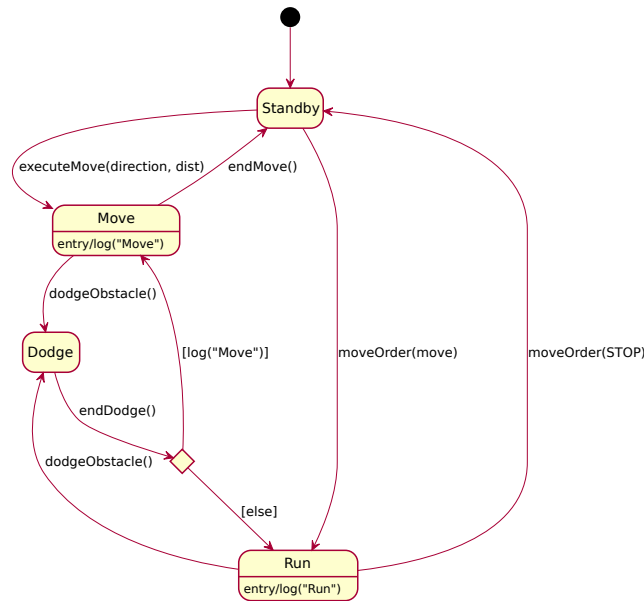 Standby
executeMove(direction, dist)
endMove()
Move
entry/log("Move")
dodgeObstacle()
Dodge
[log("Move")]
moveOrder(move)
moveOrder(STOP)
endDodge()
dodgeObstacle()
[else]
Run
entry/log("Run")